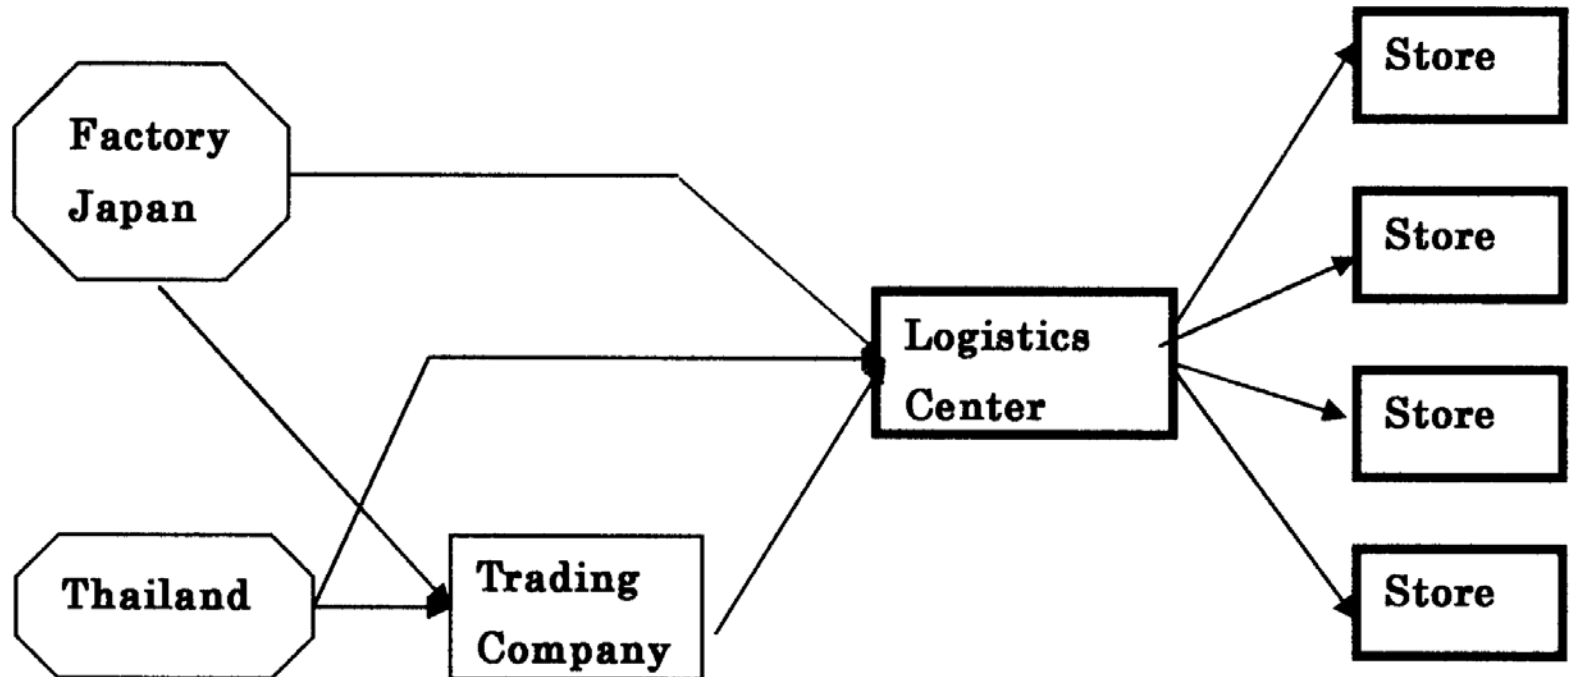 Factory
Japan
Thailand
Trading
Company
Logistics
Center
Store
Store
Store
Store